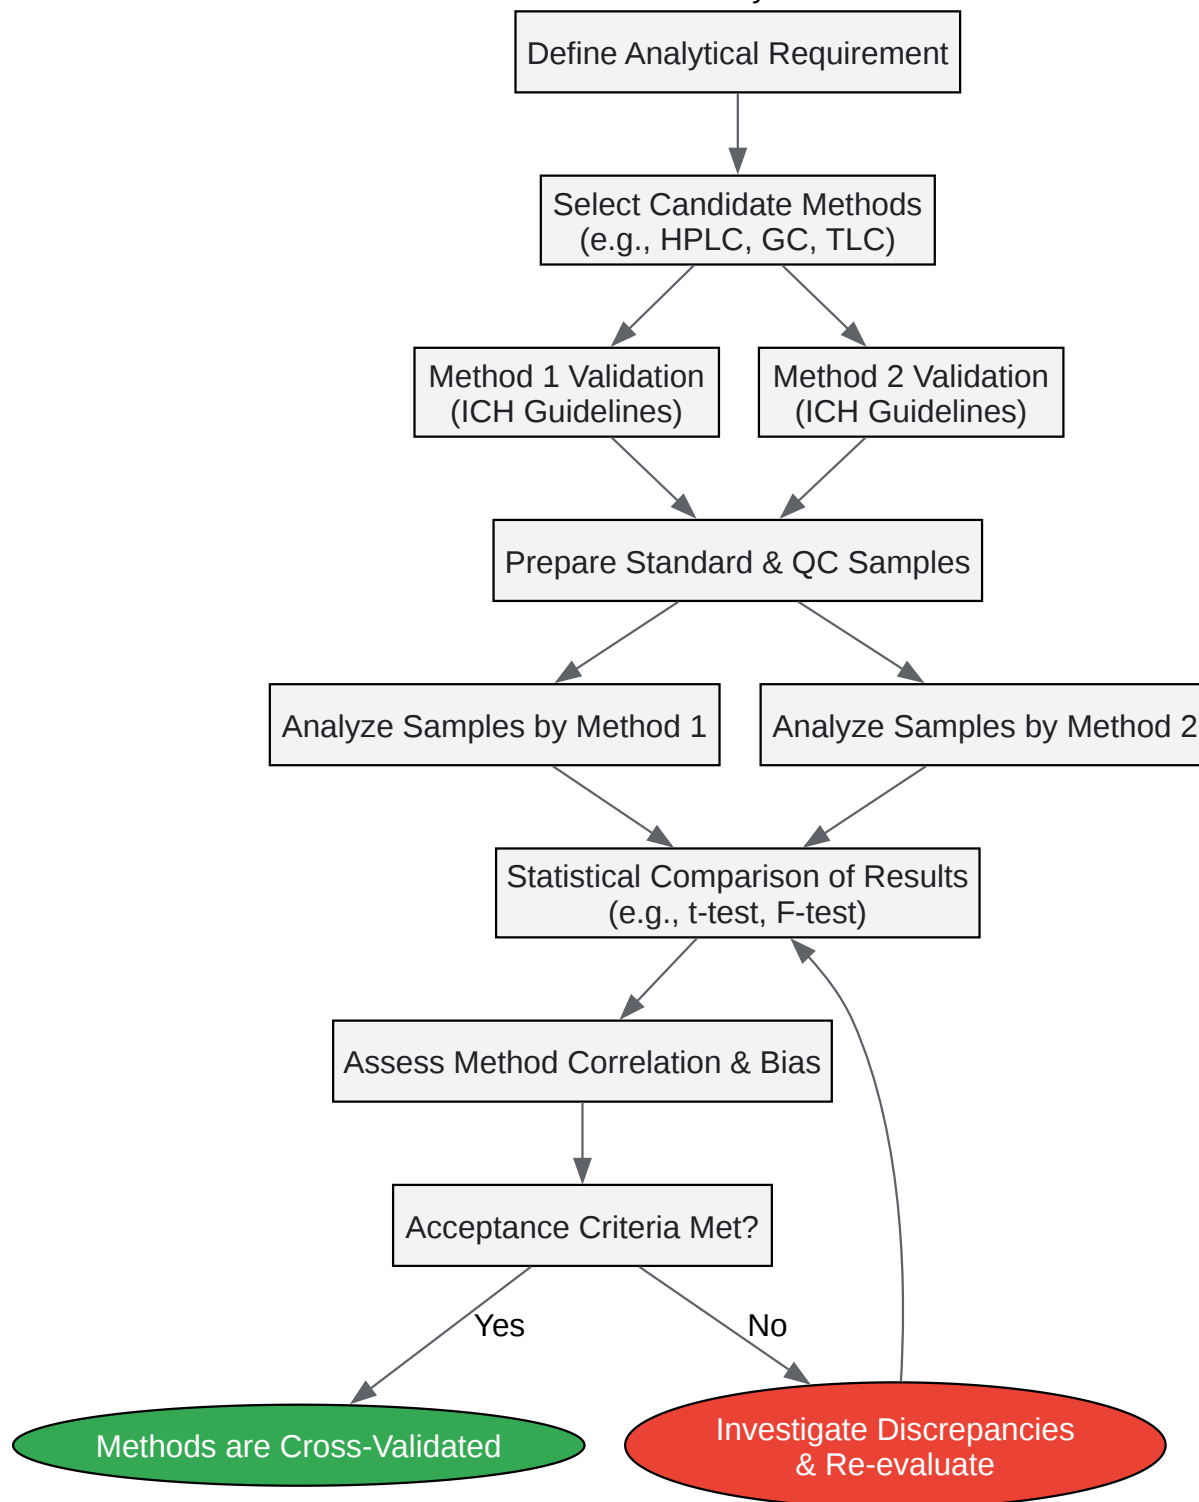 Define Analytical Requirement
Select Candidate Methods
(e.g., HPLC, GC, TLC)
Method 1 Validation
(ICH Guidelines)
Method 2 Validation
(ICH Guidelines)
Prepare Standard & QC Samples
Analyze Samples by Method 1
Analyze Samples by Method 2
Statistical Comparison of Results
(e.g., t-test, F-test)
Assess Method Correlation & Bias
Acceptance Criteria Met?
Yes
No
Methods are Cross-Validated
Investigate Discrepancies
& Re-evaluate